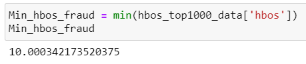 Min_hbos_fraud = min(hbos_top1000_data['hbos'])
Min_hbos_fraud
10.000342173520375